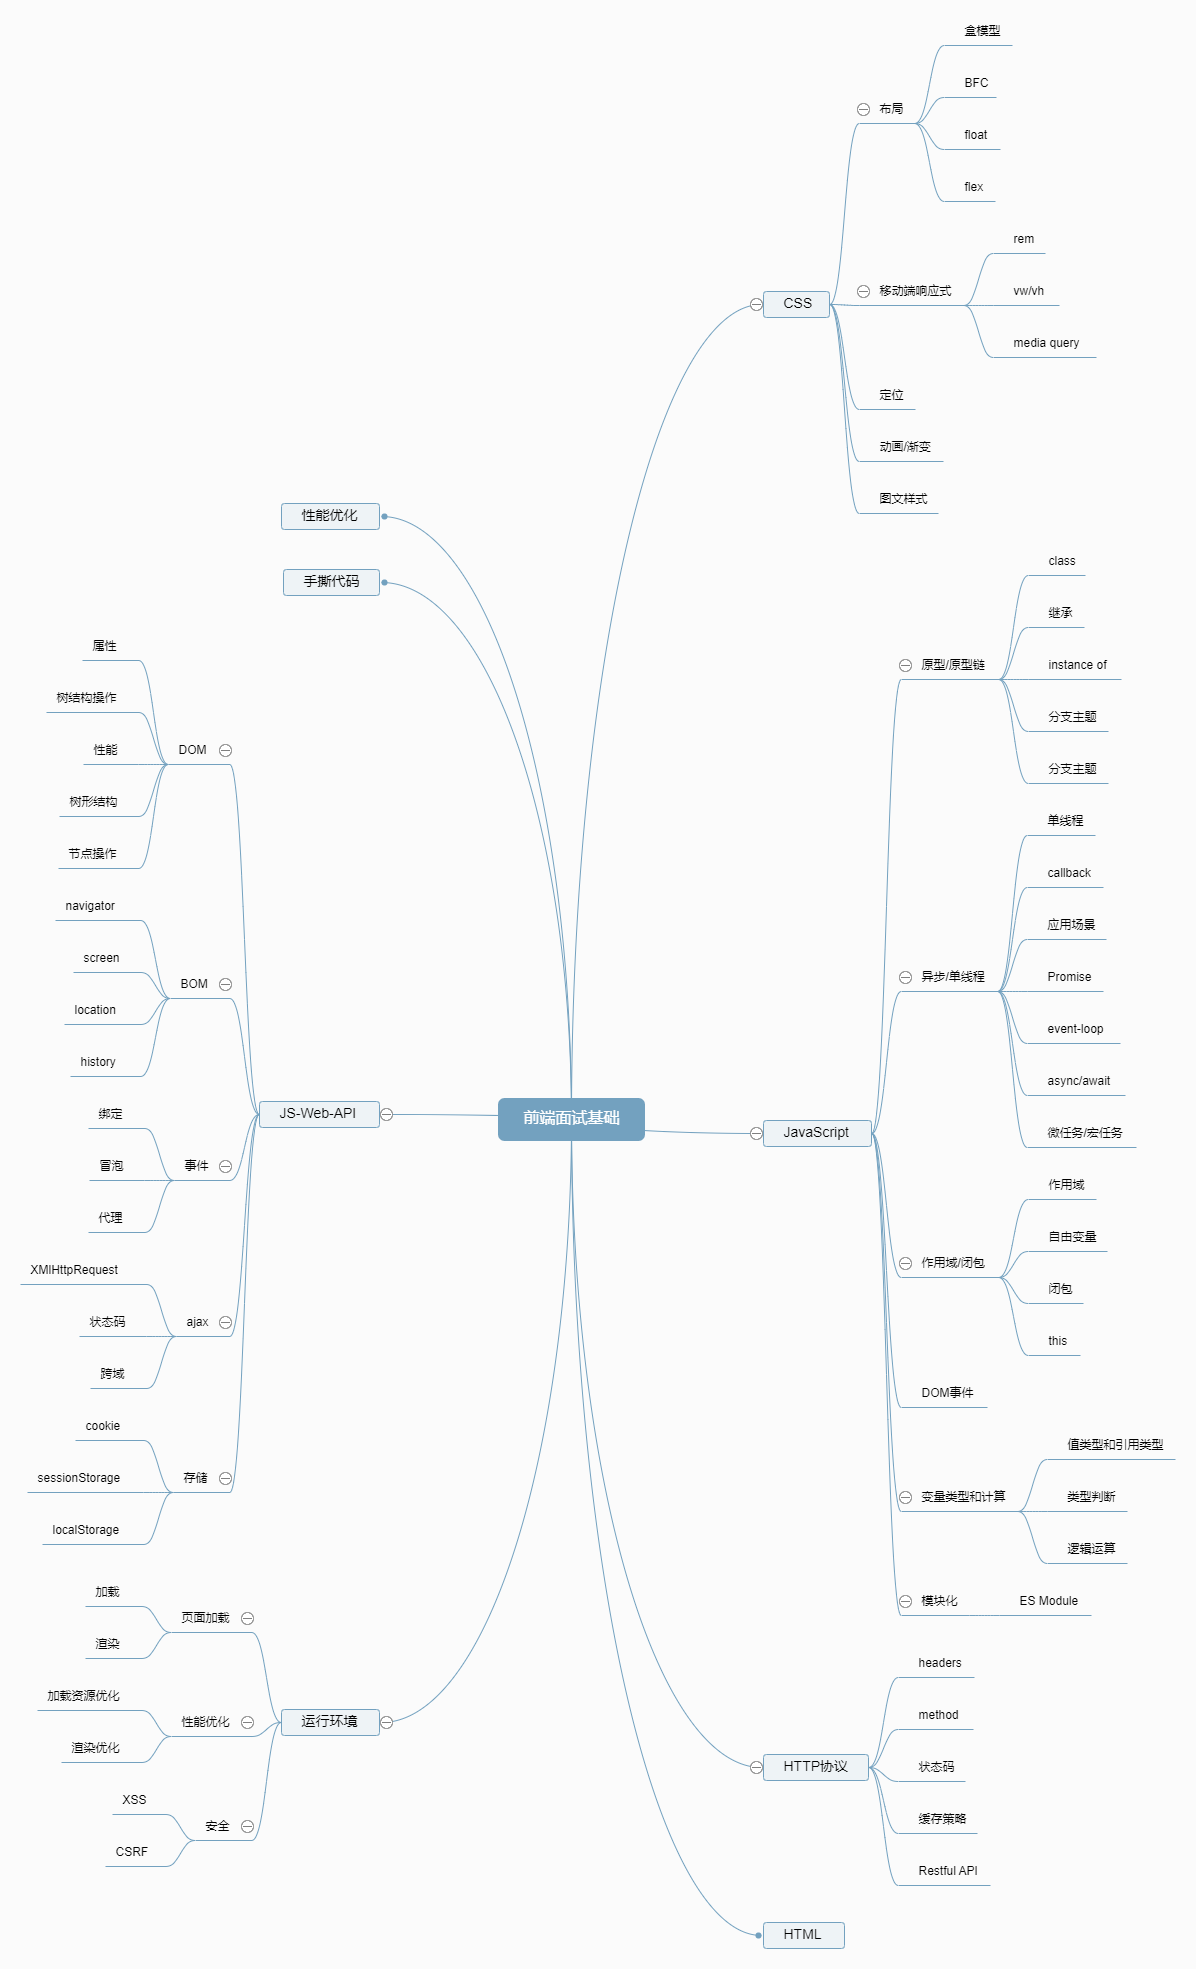 前端面试基础
CSS
布局
盒模型
BFC
float
flex
移动端响应式
rem
vw/vh
media query
定位
动画/渐变
图文样式
JavaScript
原型/原型链
class
继承
instance of
分支主题
分支主题
异步/单线程
单线程
callback
应用场景
Promise
event-loop
async/await
微任务/宏任务
作用域/闭包
作用域
自由变量
闭包
this
DOM事件
变量类型和计算
值类型和引用类型
类型判断
逻辑运算
模块化
ES Module
HTTP协议
headers
method
状态码
缓存策略
Restful API
HTML
性能优化
手撕代码
JS-Web-API
DOM
属性
树结构操作
性能
树形结构
节点操作
BOM
navigator
screen
location
history
事件
绑定
冒泡
代理
ajax
XMlHttpRequest
状态码
跨域
存储
cookie
sessionStorage
localStorage
运行环境
页面加载
加载
渲染
性能优化
加载资源优化
渲染优化
安全
XSS
CSRF